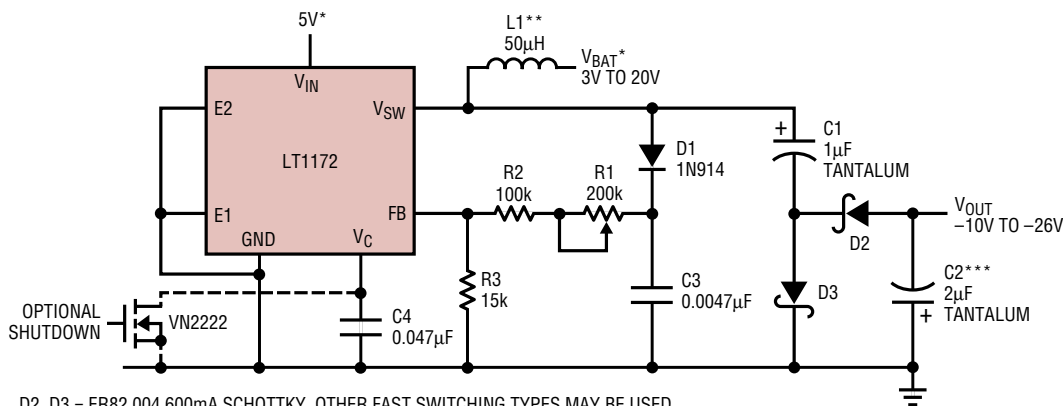 5V*
L1**
50µH
VBAT*
3V TO 20V
VIN
E2
VSW
LT1172
E1
FB
GND
VC
D1
1N914
+
C1
1µF
TANTALUM
R2
100k
R1
200k
VOUT
–10V TO –26V
D2
OPTIONAL
SHUTDOWN
VN2222
C4
0.047µF
R3
15k
C3
0.0047µF
D3
C2***
2µF
TANTALUM
+